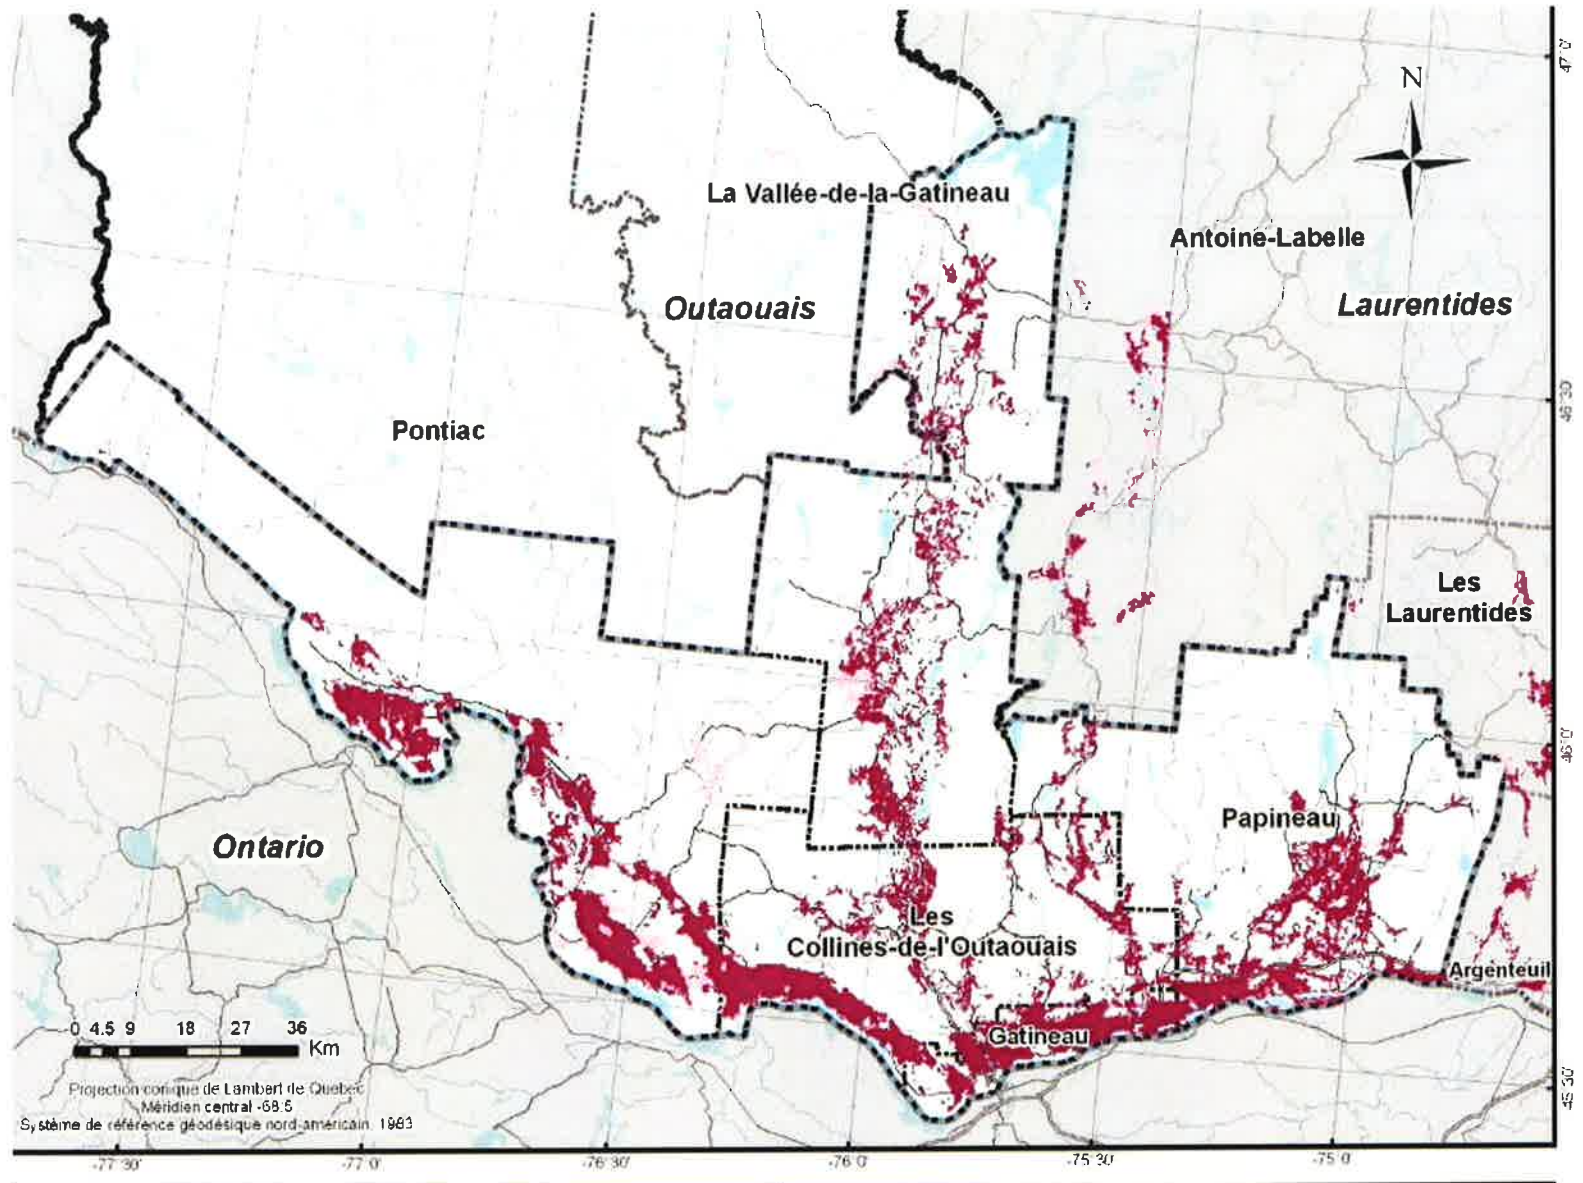 47°0'
N
La Vallée-de-la-Gatineau
Antoine-Labelle
Outaouais
Laurentides
46°30'
Pontiac
Les
Laurentides
46°0'
Papineau
Ontario
Les
Collines-de-l'Outaouais
Argenteuil
0 4.5 9 18 27 36
Km
Gatineau
45°30'
Projection conique de Lambert de Québec
Méridien central -68.5
Système de référence géodésique nord-américain 1983
-77°30' -77°0' -76°30' -76°0' -75°30' -75°0'